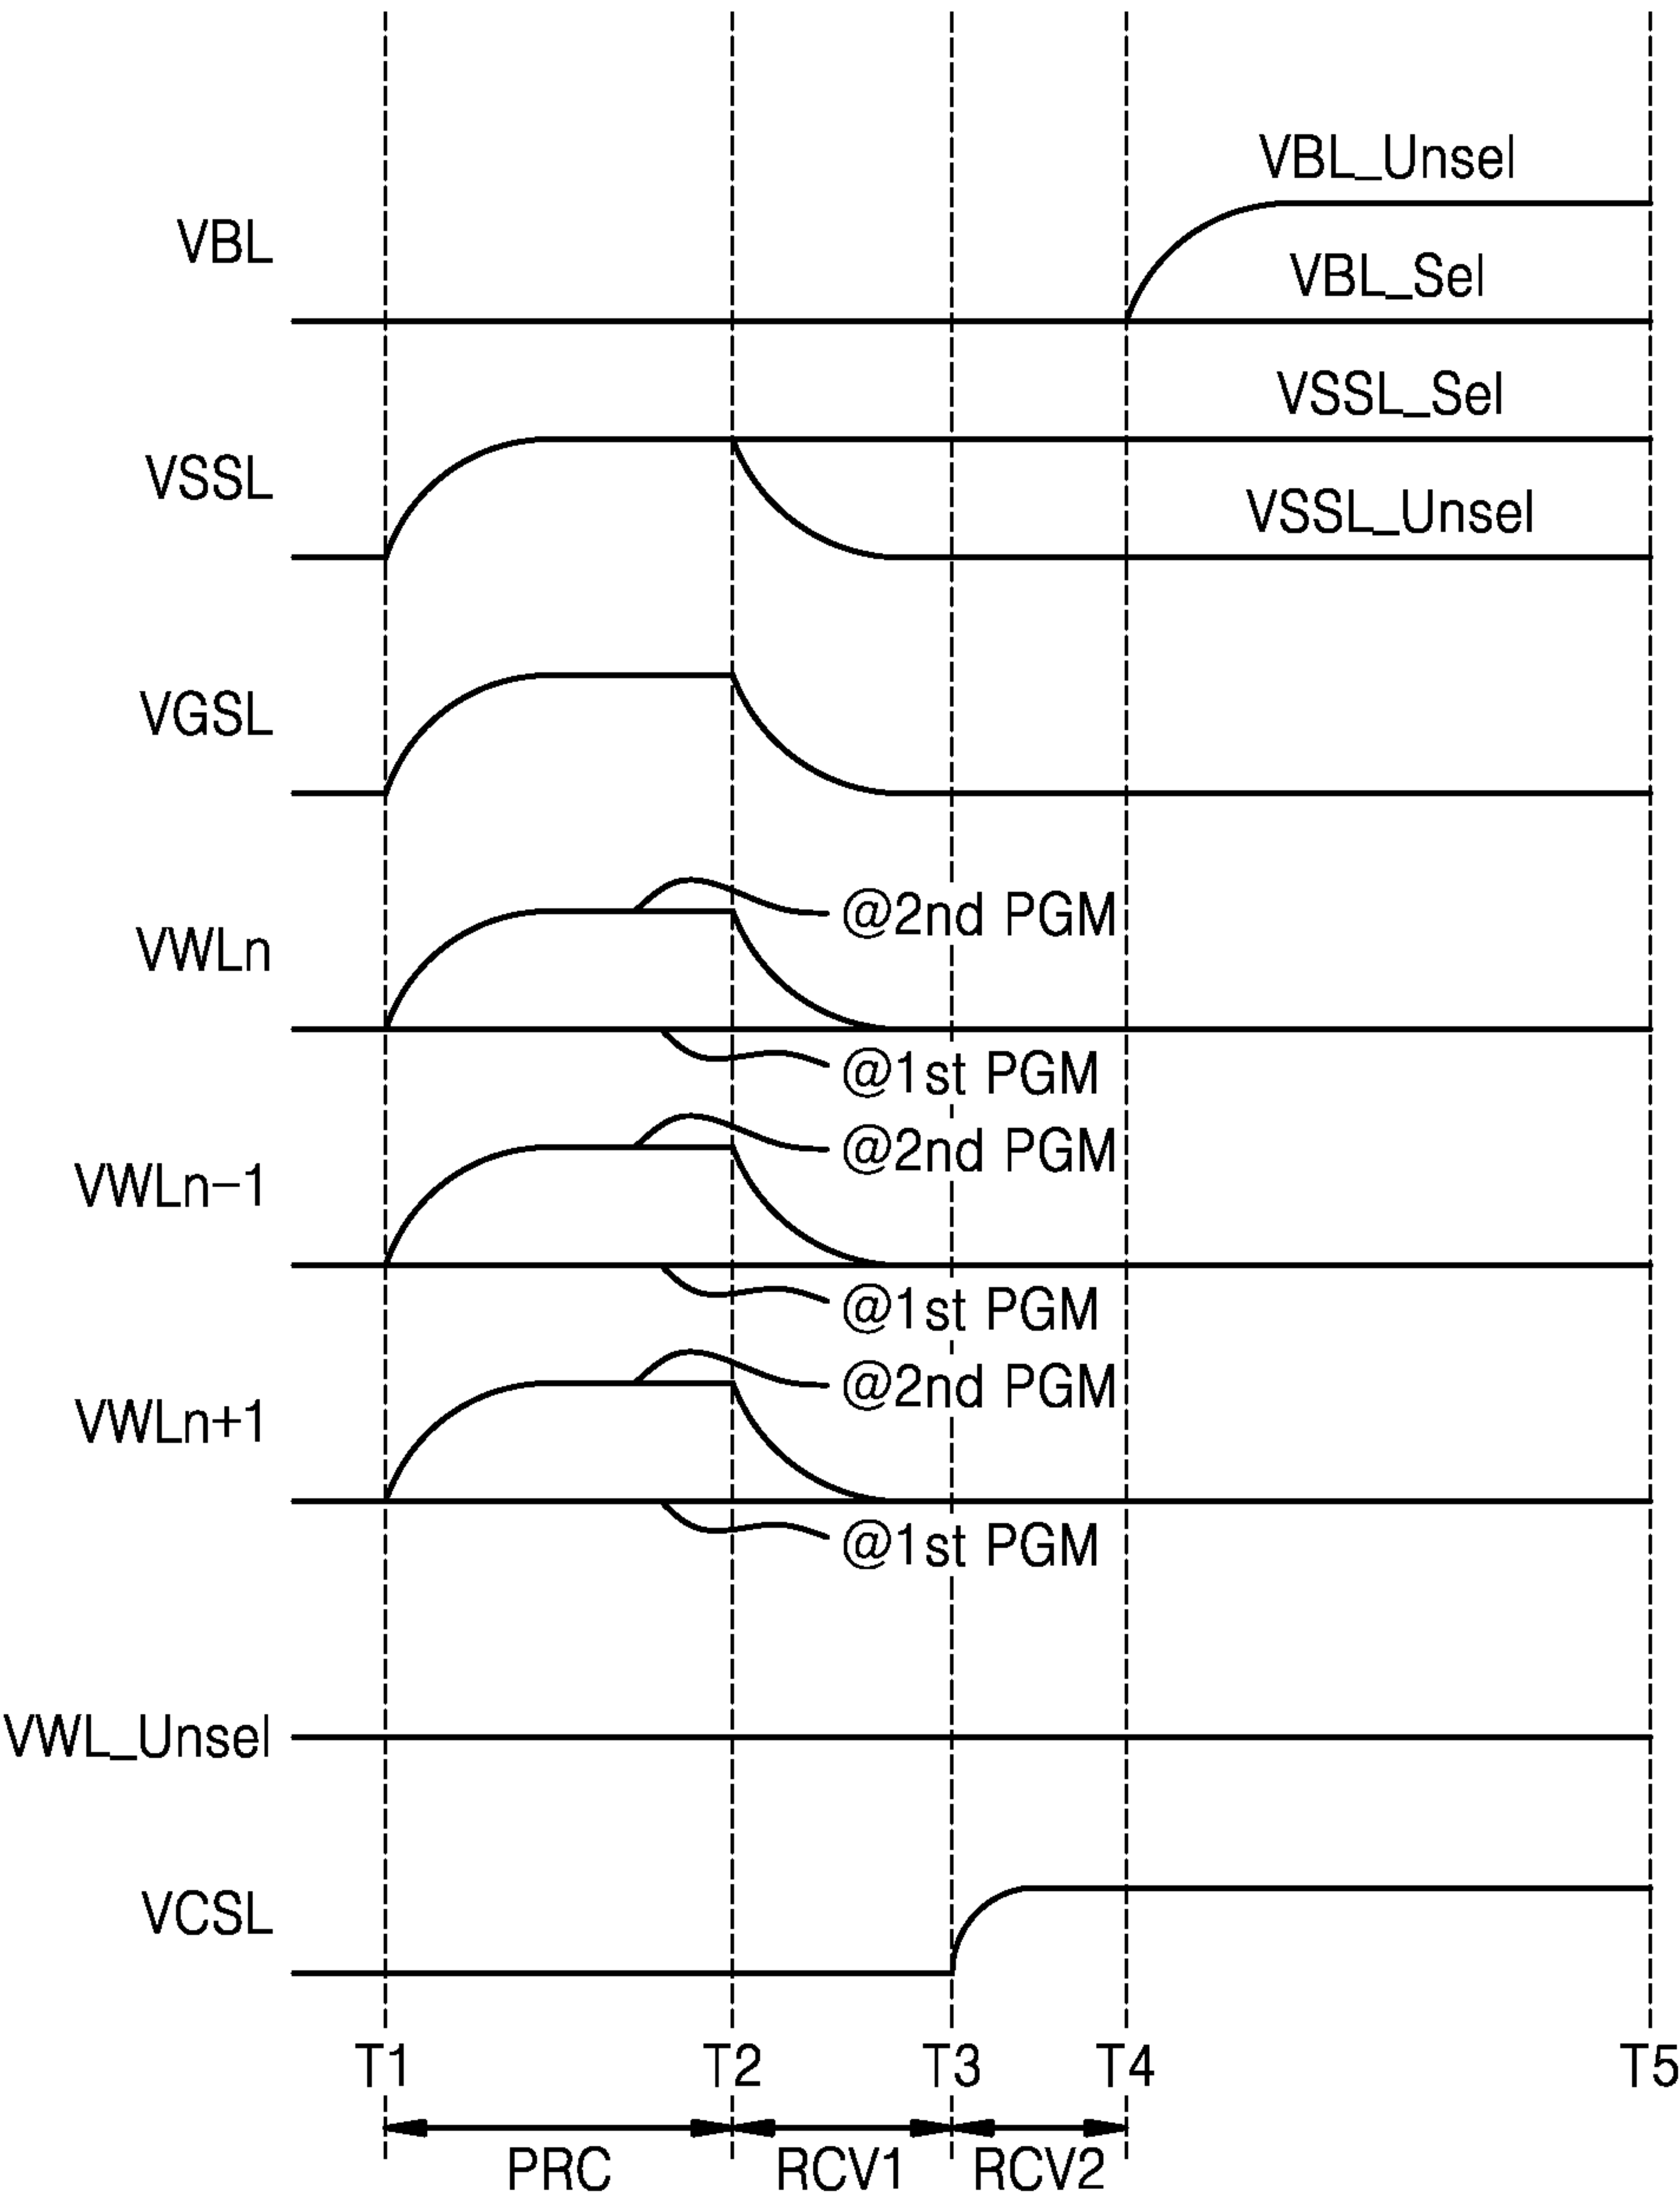 VBL_Unsel
VBL
VBL_Sel
VSSL_Sel
VSSL
VSSL_Unsel
VGSL
@2nd PGM
VWLn
@1st PGM
@2nd PGM
VWLn-1
@1st PGM
@2nd PGM
VWLn+1
@1st PGM
VWL_Unsel
VCSL
T1 T2 T3 T4 T5
PRC RCV1 RCV2